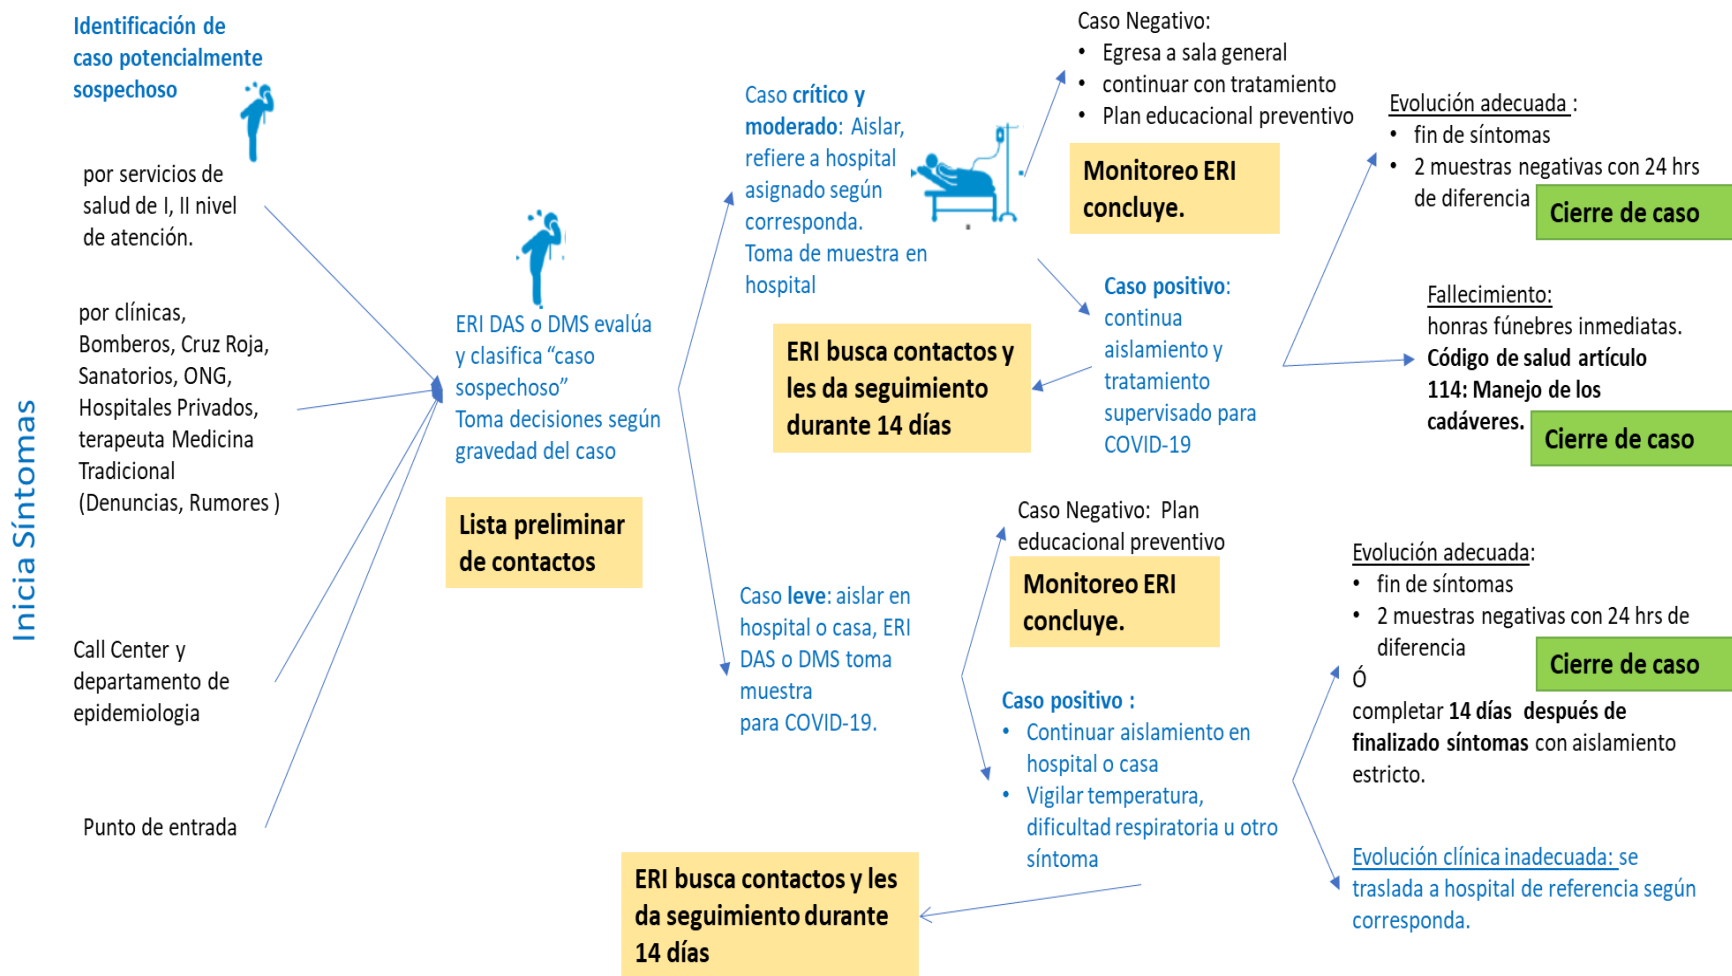 Inicia Síntomas
Identificación de
caso potencialmente
sospechoso
por servicios de
salud de I, II nivel
de atención.
por clínicas,
Bomberos, Cruz Roja,
Sanatorios, ONG,
Hospitales Privados,
terapeuta Medicina
Tradicional
(Denuncias, Rumores )
Call Center y
departamento de
epidemiologia
Punto de entrada
ERI DAS o DMS evalúa
y clasifica “caso
sospechoso”
Toma decisiones según
gravedad del caso
Lista preliminar
de contactos
Caso crítico y
moderado: Aislar,
refiere a hospital
asignado según
corresponda.
Toma de muestra en
hospital
Caso Negativo:
• Egresa a sala general
• continuar con tratamiento
• Plan educacional preventivo
Monitoreo ERI
concluye.
Caso positivo:
continua
aislamiento y
tratamiento
supervisado para
COVID-19
ERI busca contactos y
les da seguimiento
durante 14 días
Evolución adecuada :
• fin de síntomas
• 2 muestras negativas con 24 hrs
de diferencia
Cierre de caso
Fallecimiento:
honras fúnebres inmediatas.
Código de salud artículo
114: Manejo de los
cadáveres.
Cierre de caso
Caso leve: aislar en
hospital o casa, ERI
DAS o DMS toma
muestra
para COVID-19.
Caso Negativo: Plan
educacional preventivo
Monitoreo ERI
concluye.
Caso positivo :
• Continuar aislamiento en
hospital o casa
• Vigilar temperatura,
dificultad respiratoria u otro
síntoma
ERI busca contactos y les
da seguimiento durante
14 días
Evolución adecuada:
• fin de síntomas
• 2 muestras negativas con 24 hrs de
diferencia
Cierre de caso
Ó
completar 14 días después de
finalizado síntomas con aislamiento
estricto.
Evolución clínica inadecuada: se
traslada a hospital de referencia según
corresponda.